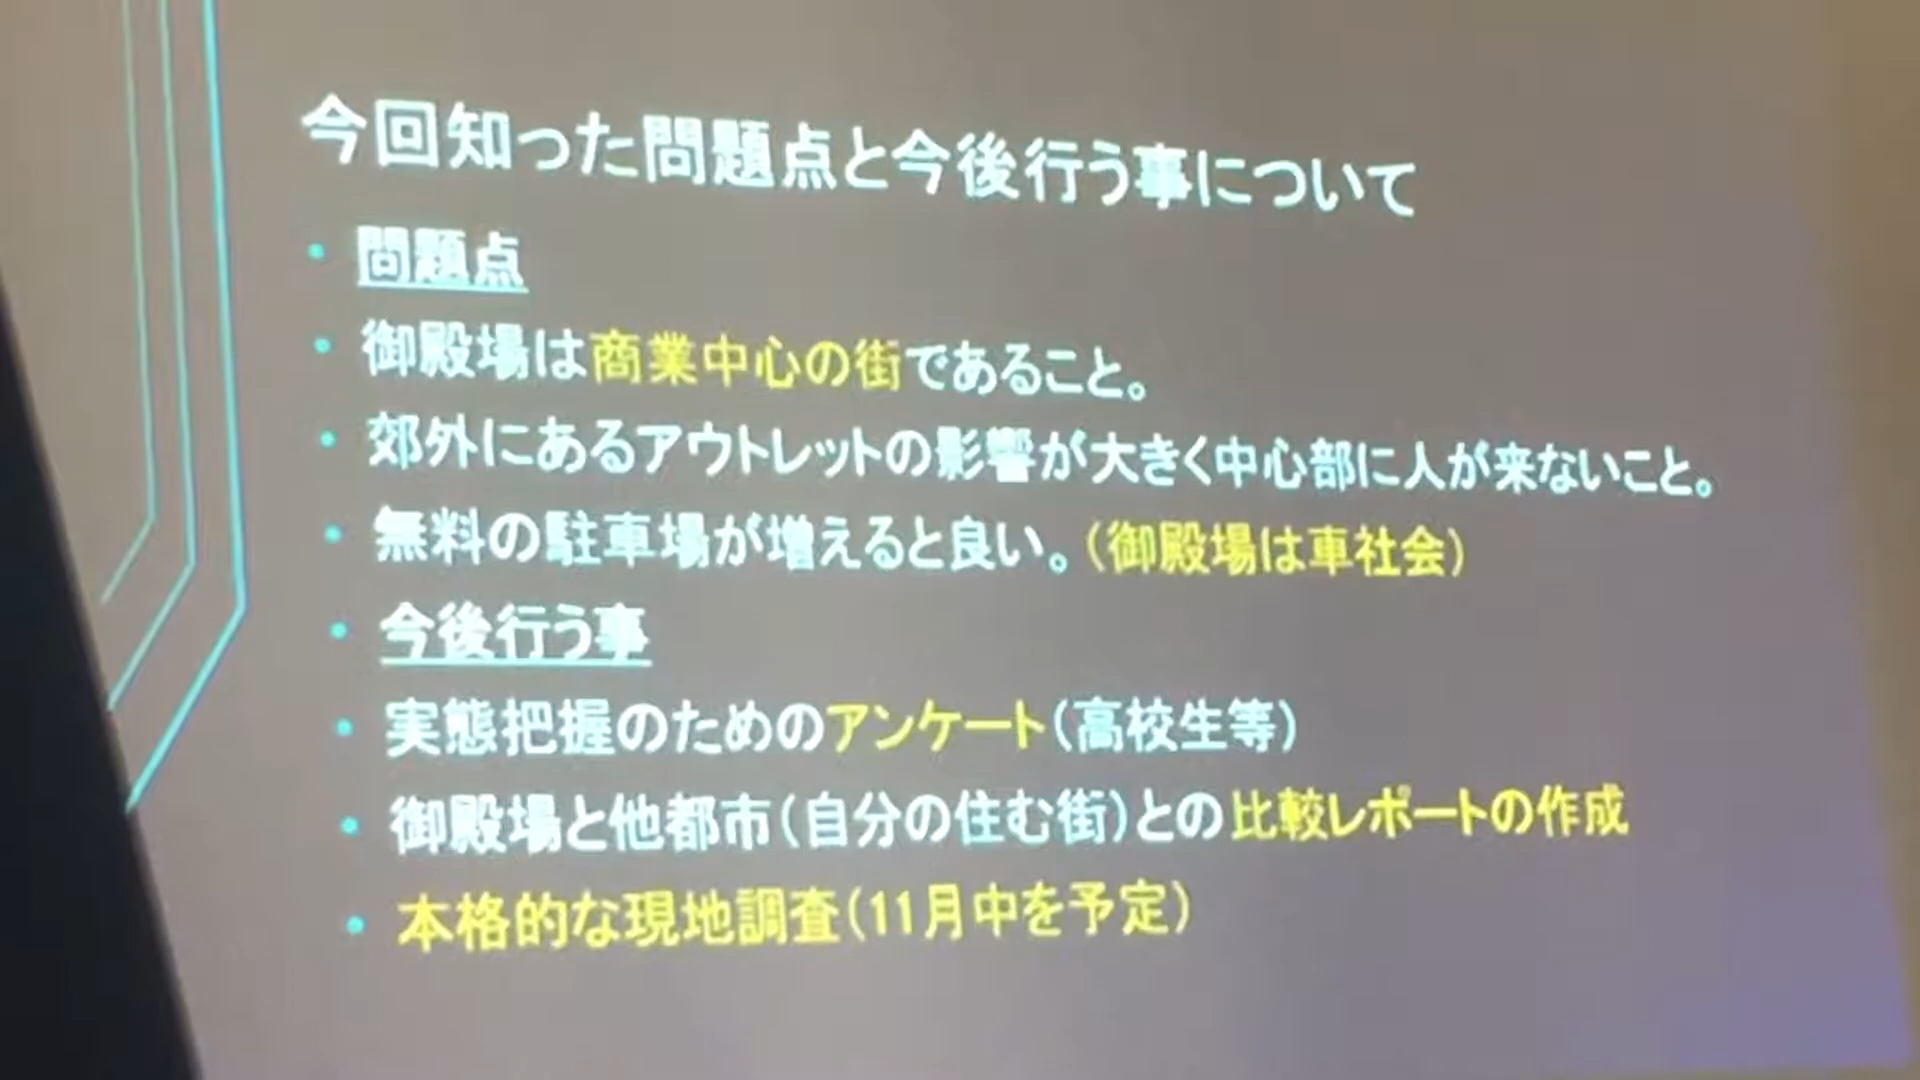 今回知った問題点と今後行う事について
・問題点
・御殿場は商業中心の街であること。
・郊外にあるアウトレットの影響が大きく中心部に人が来ないこと。
・無料の駐車場が増えると良い。(御殿場は車社会)
・今後行う事
・実態把握のためのアンケート(高校生等)
・御殿場と他都市(自分の住む街)との比較レポートの作成
・本格的な現地調査(11月中を予定)